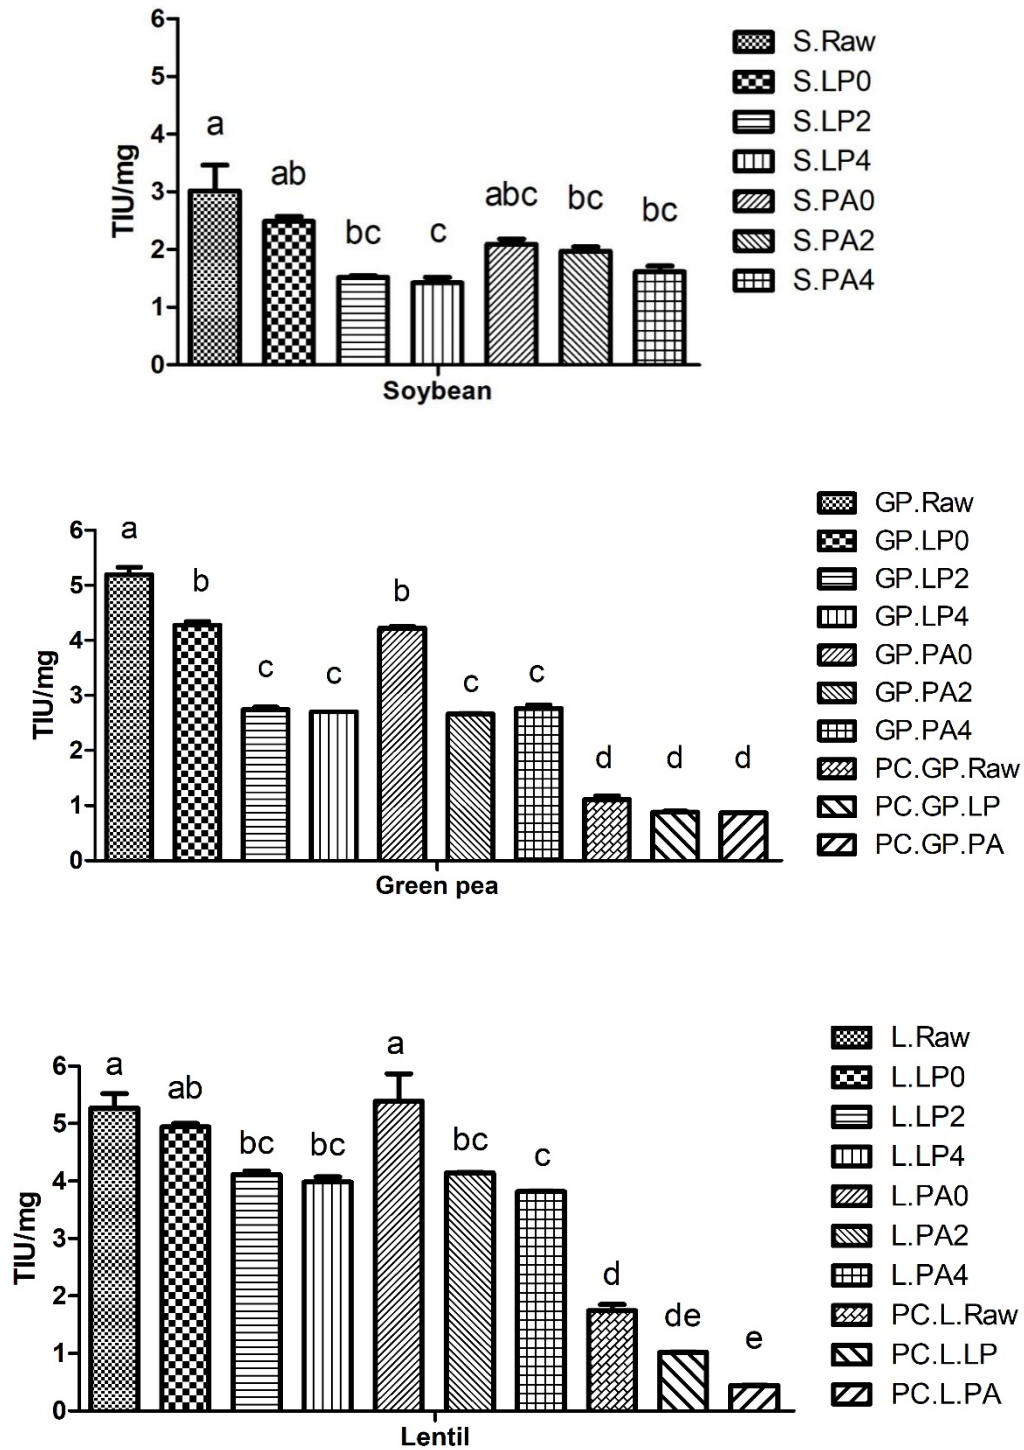 6
5
4
3
2
1
0
TIU/mg
a
ab
bc
c
abc
bc
bc
Soybean
S.Raw
S.LP0
S.LP2
S.LP4
S.PA0
S.PA2
S.PA4
6
5
4
3
2
1
0
TIU/mg
a
b
c
c
b
c
c
d
d
d
Green pea
GP.Raw
GP.LP0
GP.LP2
GP.LP4
GP.PA0
GP.PA2
GP.PA4
PC.GP.Raw
PC.GP.LP
PC.GP.PA
6
5
4
3
2
1
0
TIU/mg
a
ab
bc
bc
a
bc
c
d
de
e
Lentil
L.Raw
L.LP0
L.LP2
L.LP4
L.PA0
L.PA2
L.PA4
PC.L.Raw
PC.L.LP
PC.L.PA